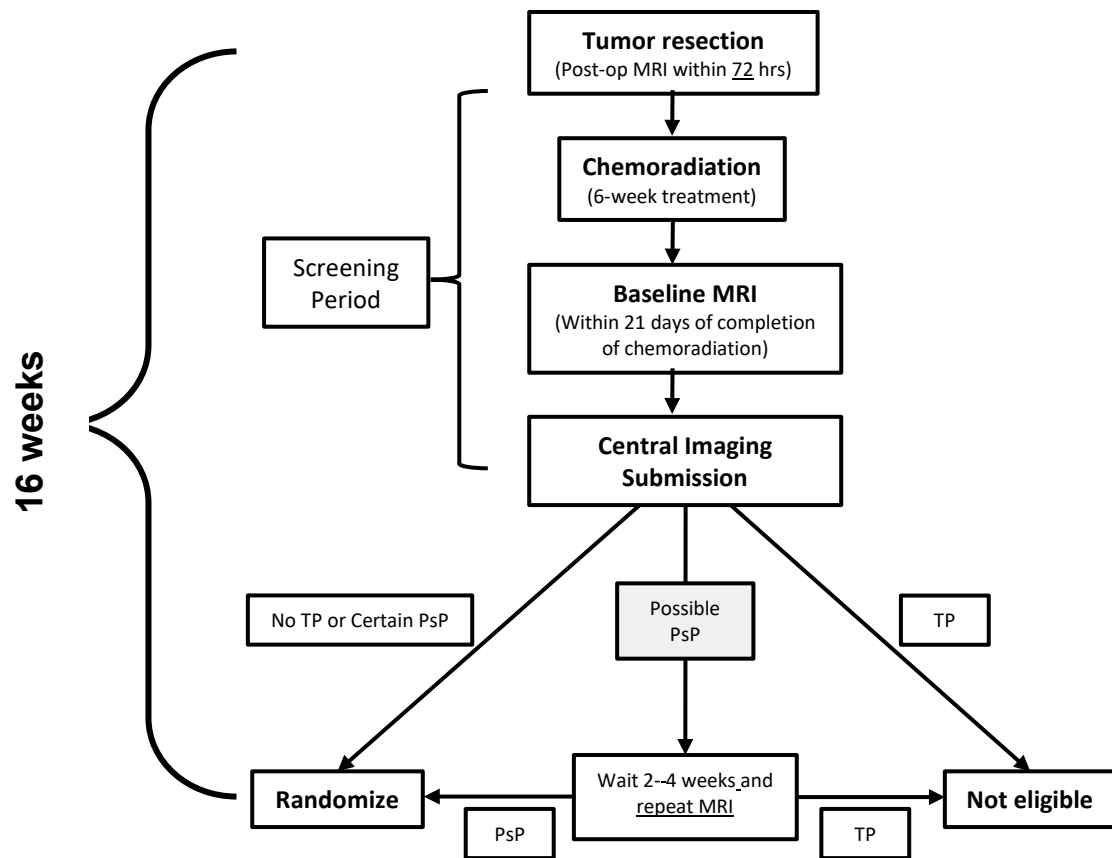 Tumor resection
(Post-op MRI within 72 hrs)
Chemoradiation
(6-week treatment)
Screening
Period
Baseline MRI
(Within 21 days of completion
of chemoradiation)
16 weeks
Central Imaging
Submission
No TP or Certain PsP
Possible
PsP
TP
Randomize
Wait 2--4 weeks and
repeat MRI
Not eligible
PsP
TP